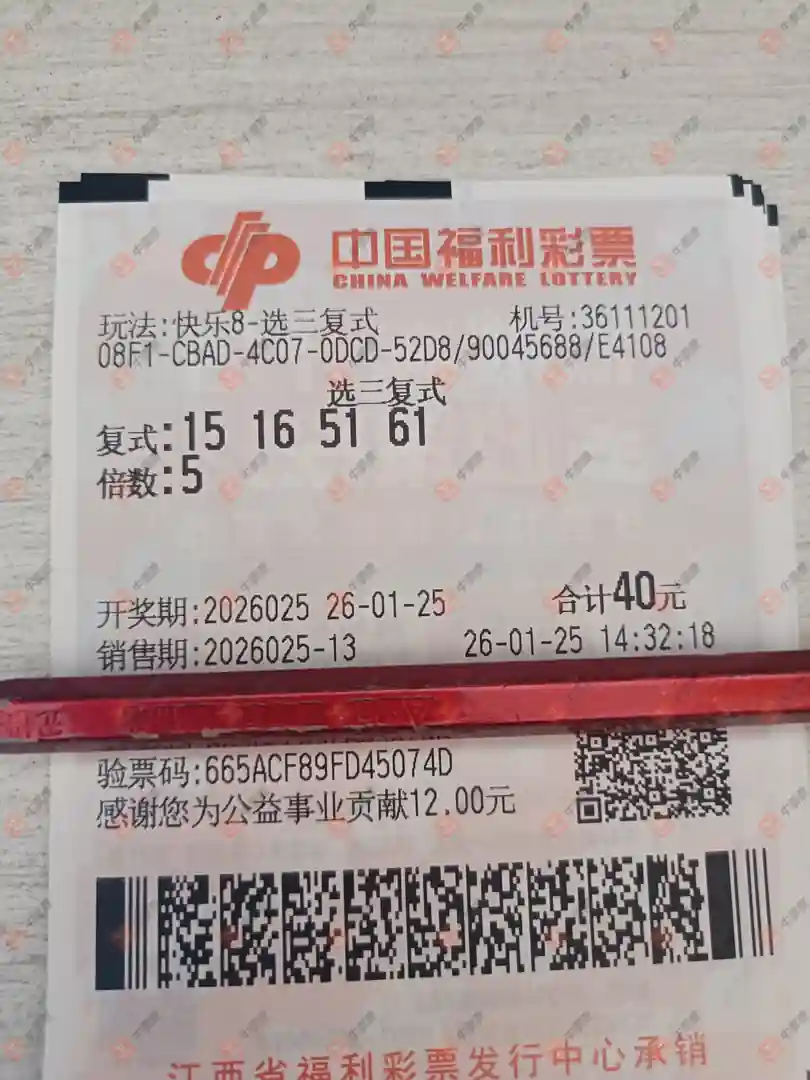 中国福利彩票
CHINA WELFARE LOTTERY
玩法:快乐8-选三复式 机号:36111201
08F1-CBAD-4C07-0DCD-52D8/90045688/E4108
选三复式
复式:15 16 51 61
倍数:5
开奖期:2026025 26-01-25 合计40元
销售期:2026025-13 26-01-25 14:32:18
验票码:665ACF89FD45074D
感谢您为公益事业贡献12.00元
江西省福利彩票发行中心承销